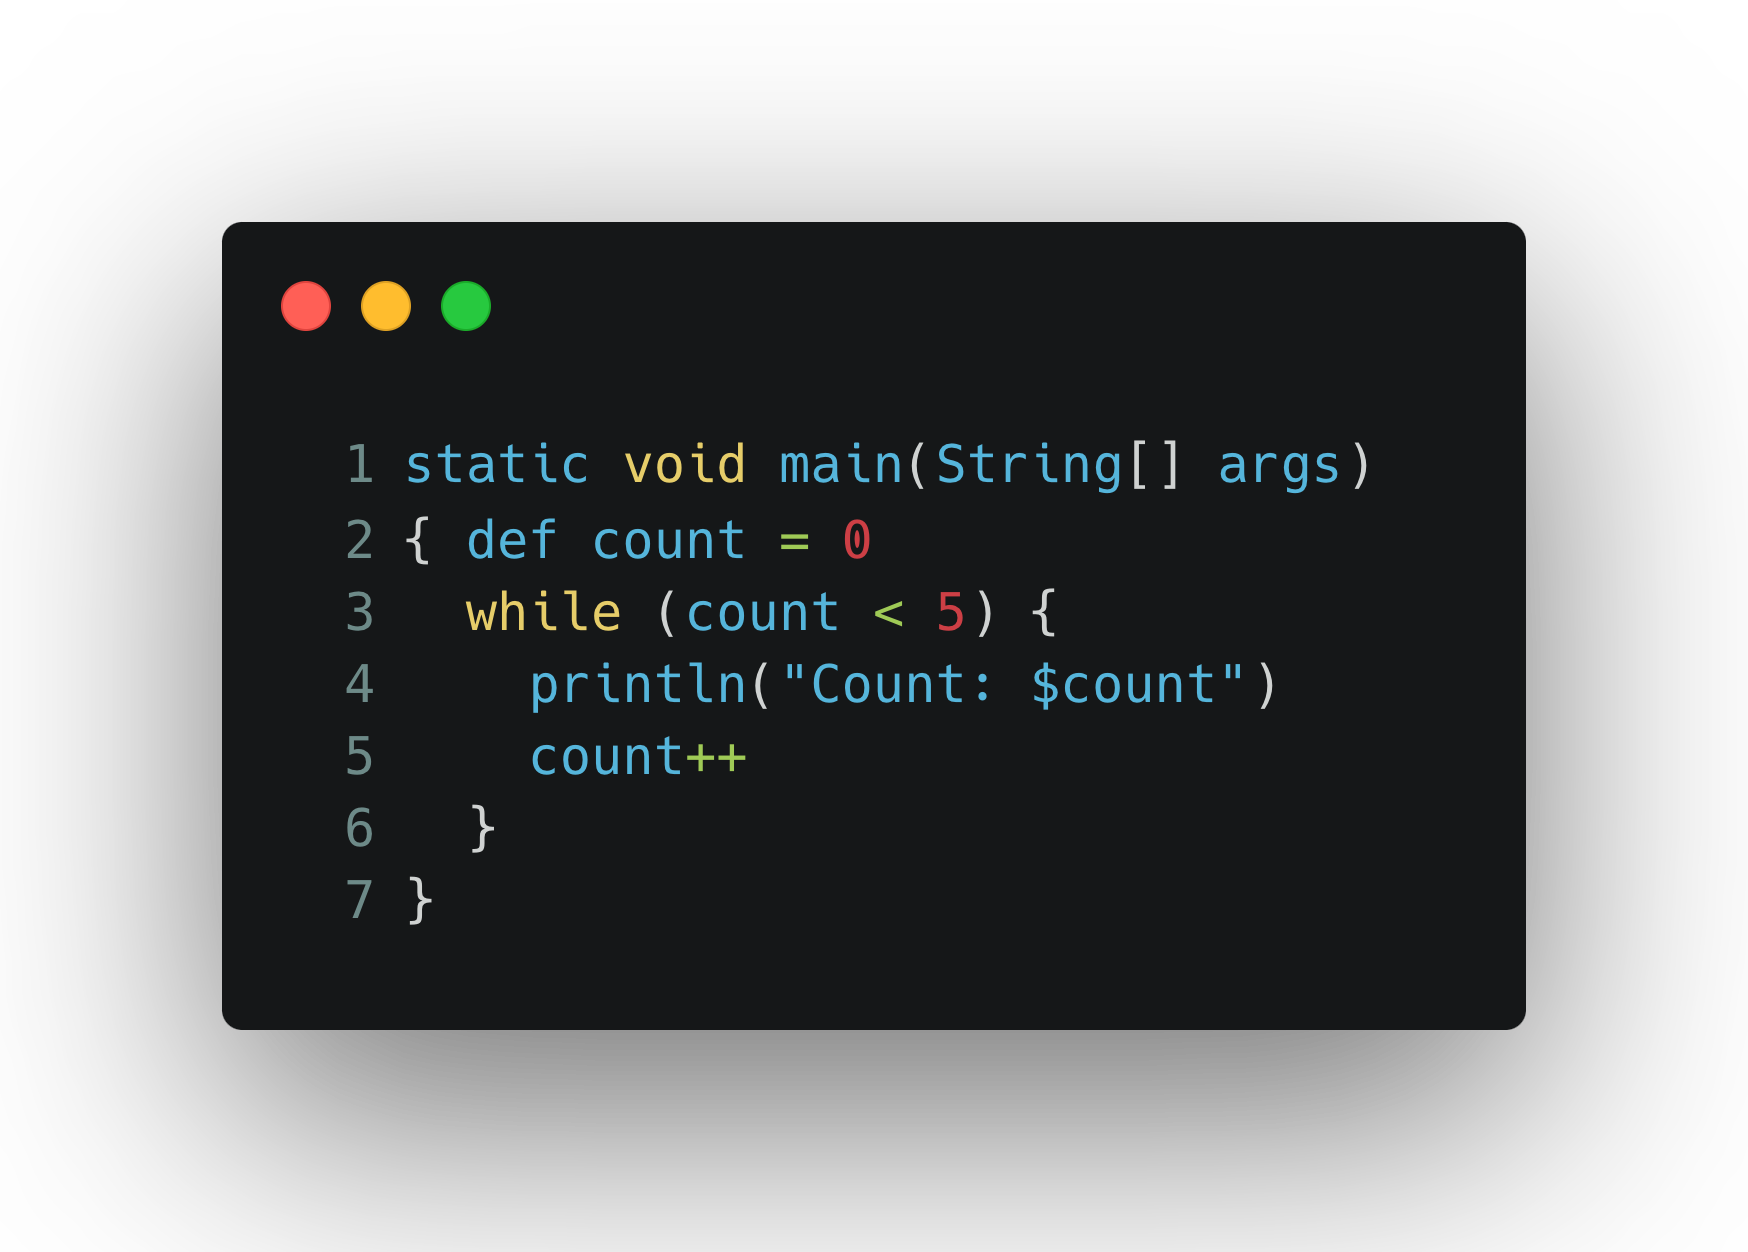 1 static void main(String[] args)
2 { def count = 0
3   while (count < 5) {
4     println("Count: $count")
5     count++
6   }
7 }